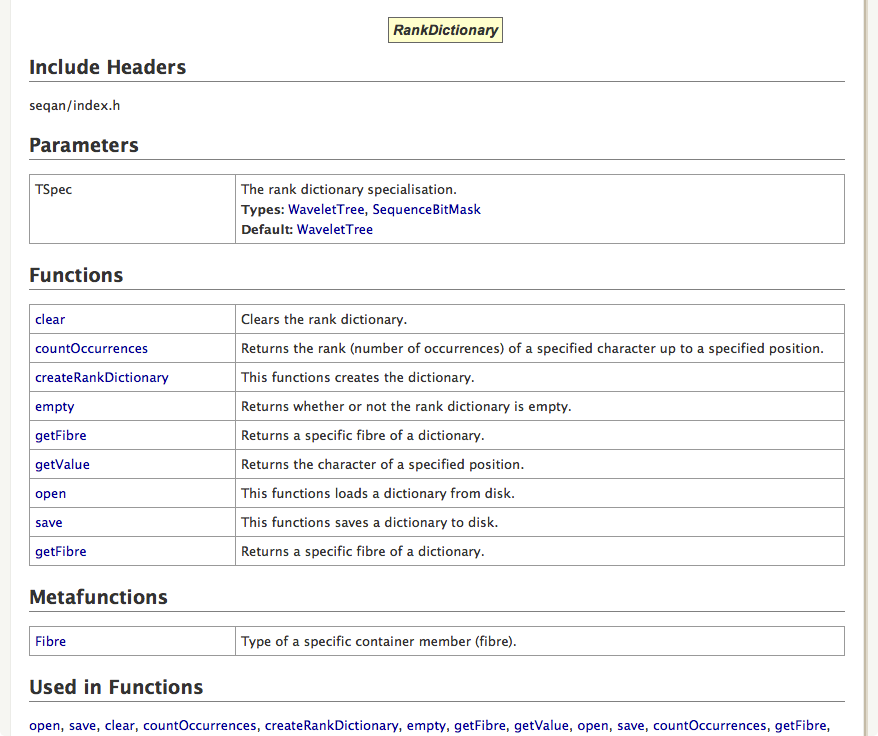 RankDictionary
Include Headers
seqan/index.h
Parameters
TSpec
The rank dictionary specialisation.
Types: WaveletTree, SequenceBitMask
Default: WaveletTree
Functions
clear Clears the rank dictionary.
countOccurrences Returns the rank (number of occurrences) of a specified character up to a specified position.
createRankDictionary This functions creates the dictionary.
empty Returns whether or not the rank dictionary is empty.
getFibre Returns a specific fibre of a dictionary.
getValue Returns the character of a specified position.
open This functions loads a dictionary from disk.
save This functions saves a dictionary to disk.
getFibre Returns a specific fibre of a dictionary.
Metafunctions
Fibre Type of a specific container member (fibre).
Used in Functions
open, save, clear, countOccurrences, createRankDictionary, empty, getFibre, getValue, open, save, countOccurrences, getFibre,